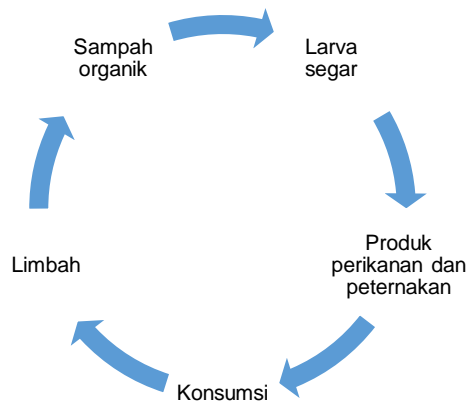 Sampah
organik
Larva
segar
Produk
perikanan dan
peternakan
Konsumsi
Limbah